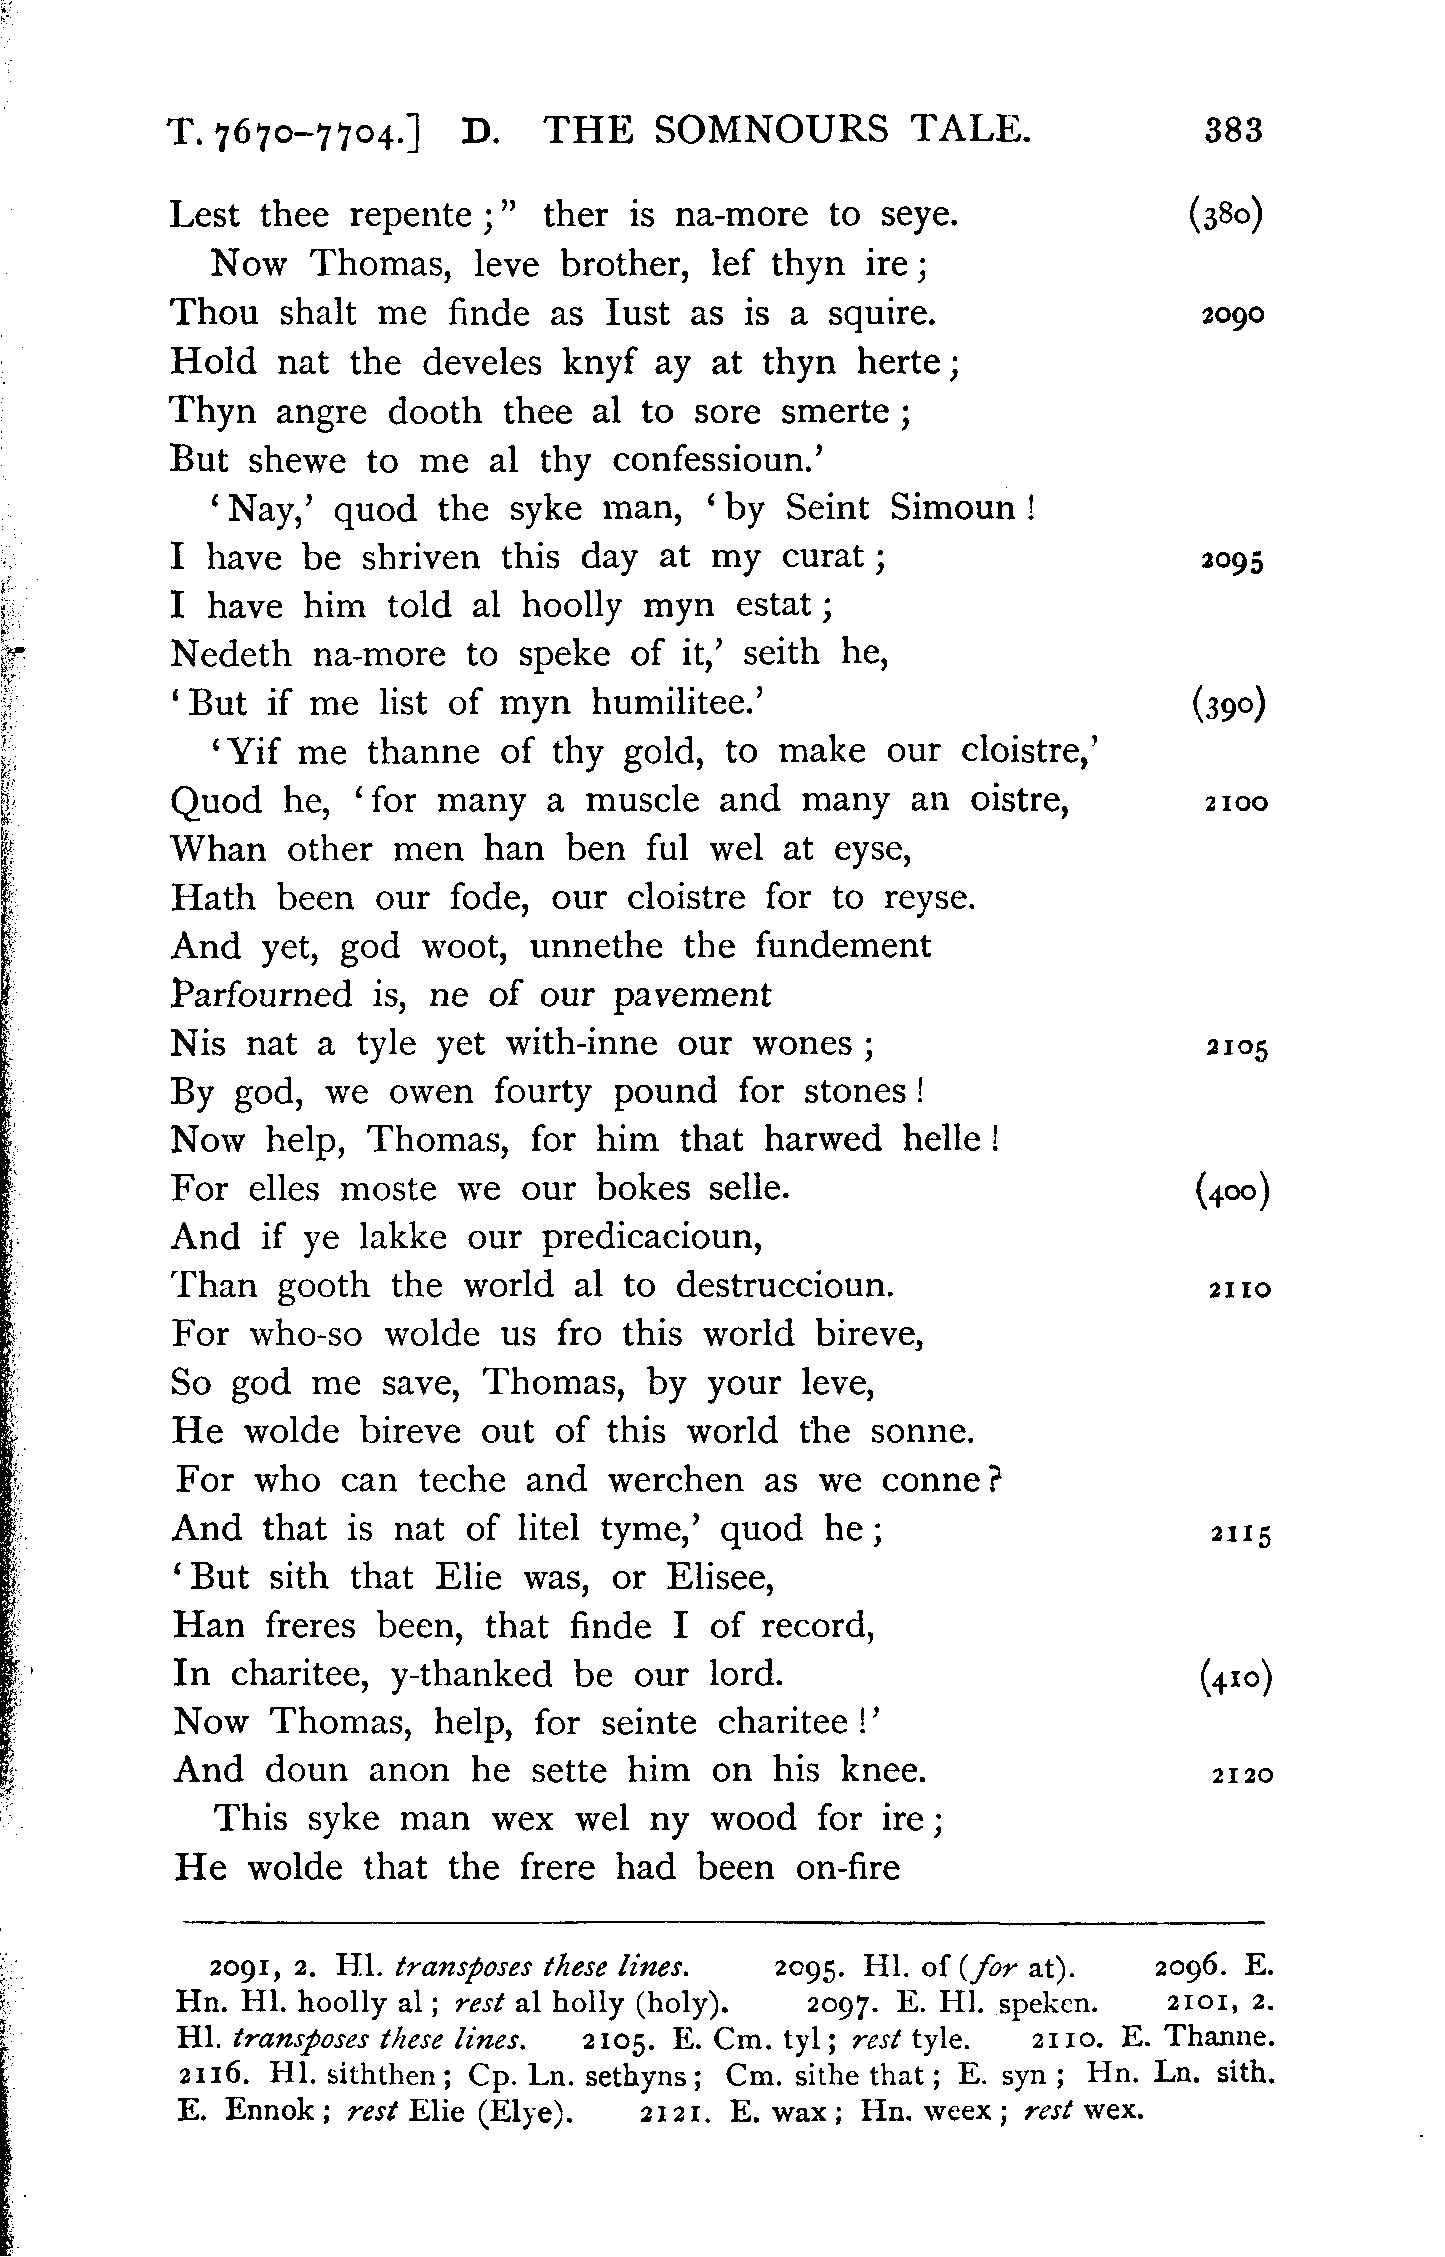 T. 7670–7704.] D. THE SOMNOURS TALE. 383
Lest thee repente ;” ther is na-more to seye. (380)
Now Thomas, leve brother, lef thyn ire ;
Thou shalt me finde as Iust as is a squire. 2090
Hold nat the develes knyf ay at thyn herte ;
Thyn angre dooth thee al to sore smerte ;
But shewe to me al thy confessioun.’
‘Nay,’ quod the syke man, ‘by Seint Simoun !
I have be shriven this day at my curat ; 2095
I have him told al hoolly myn estat ;
Nedeth na-more to speke of it,’ seith he,
‘But if me list of myn humilitee.’ (390)
‘Yif me thanne of thy gold, to make our cloistre,’
Quod he, ‘for many a muscle and many an oistre, 2100
Whan other men han ben ful wel at eyse,
Hath been our fode, our cloistre for to reyse.
And yet, god woot, unnethe the fundement
Parfourned is, ne of our pavement
Nis nat a tyle yet with-inne our wones ; 2105
By god, we owen fourty pound for stones !
Now help, Thomas, for him that harwed helle !
For elles moste we our bokes selle. (400)
And if ye lakke our predicacioun,
Than gooth the world al to destruccioun. 2110
For who-so wolde us fro this world bireve,
So god me save, Thomas, by your leve,
He wolde bireve out of this world the sonne.
For who can teche and werchen as we conne?
And that is nat of litel tyme,’ quod he ; 2115
‘But sith that Elie was, or Elisee,
Han freres been, that finde I of record,
In charitee, y-thanked be our lord. (410)
Now Thomas, help, for seinte charitee !’
And doun anon he sette him on his knee. 2120
This syke man wex wel ny wood for ire ;
He wolde that the frere had been on-fire
2091, 2. Hl. transposes these lines. 2095. Hl. of (for at). 2096. E.
Hn. Hl. hoolly al ; rest al holly (holy). 2097. E. Hl. speken. 2101, 2.
Hl. transposes these lines. 2105. E. Cm. tyl ; rest tyle. 2110. E. Thanne.
2116. Hl. siththen ; Cp. Ln. sethyns ; Cm. sithe that ; E. syn ; Hn. Ln. sith.
E. Ennok ; rest Elie (Elye). 2121. E. wax ; Hn. weex ; rest wex.